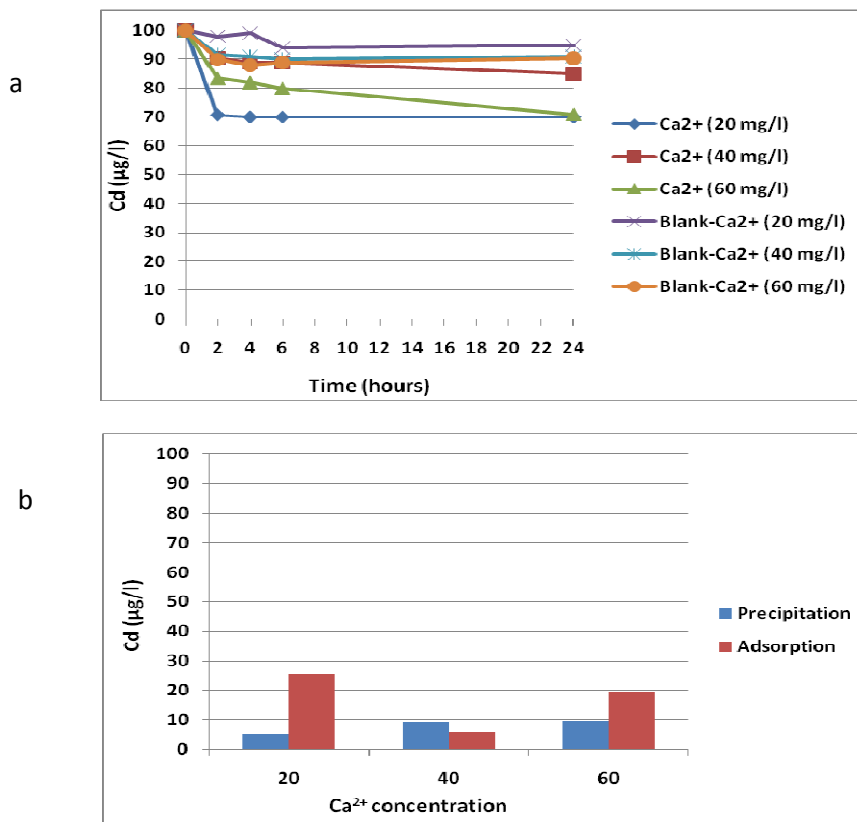 a
100
90
80
70
60
50
40
30
20
10
0
Cd (µg/l)
0 2 4 6 8 10 12 14 16 18 20 22 24
Time (hours)
Ca2+ (20 mg/l)
Ca2+ (40 mg/l)
Ca2+ (60 mg/l)
Blank-Ca2+ (20 mg/l)
Blank-Ca2+ (40 mg/l)
Blank-Ca2+ (60 mg/l)
b
100
90
80
70
60
50
40
30
20
10
0
Cd (µg/l)
20 40 60
Ca²⁺ concentration
Precipitation
Adsorption